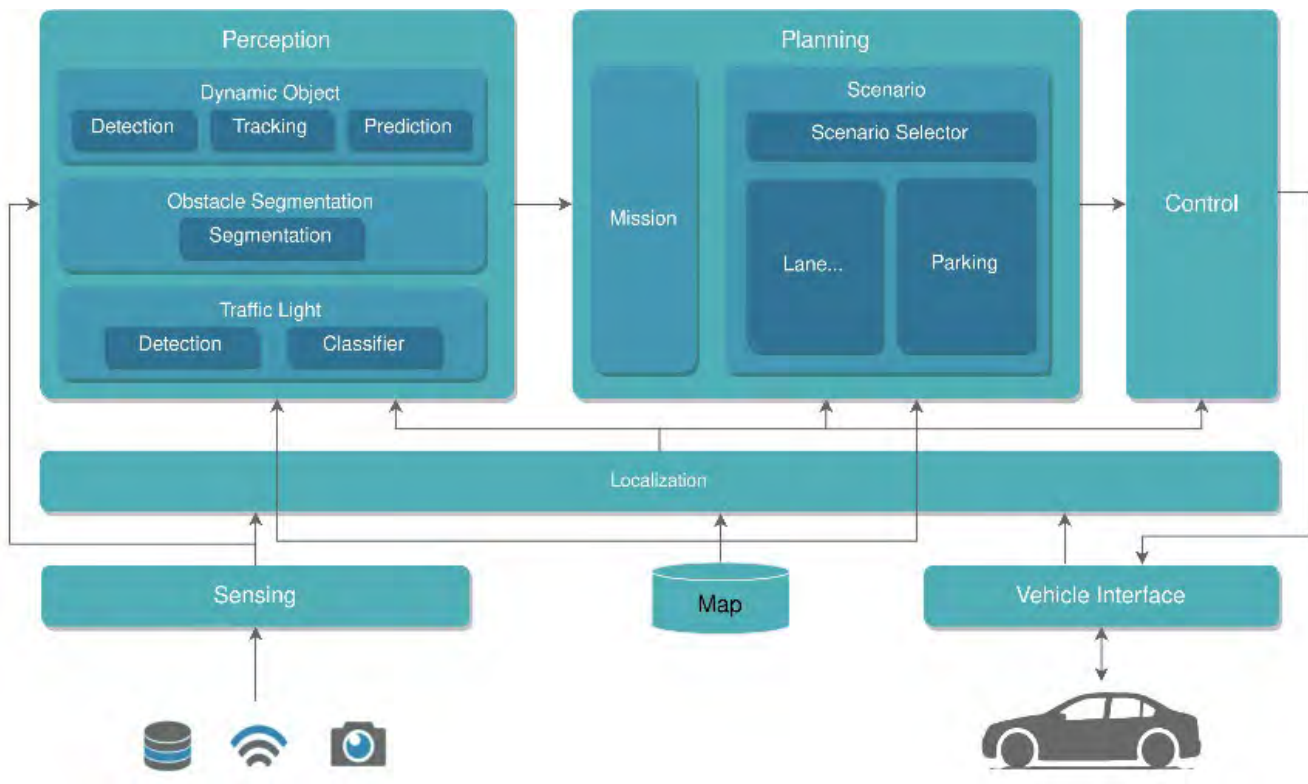 Perception
Dynamic Object
Detection
Tracking
Prediction
Obstacle Segmentation
Segmentation
Traffic Light
Detection
Classifier
Planning
Mission
Scenario
Scenario Selector
Lane...
Parking
Control
Localization
Sensing
Map
Vehicle Interface